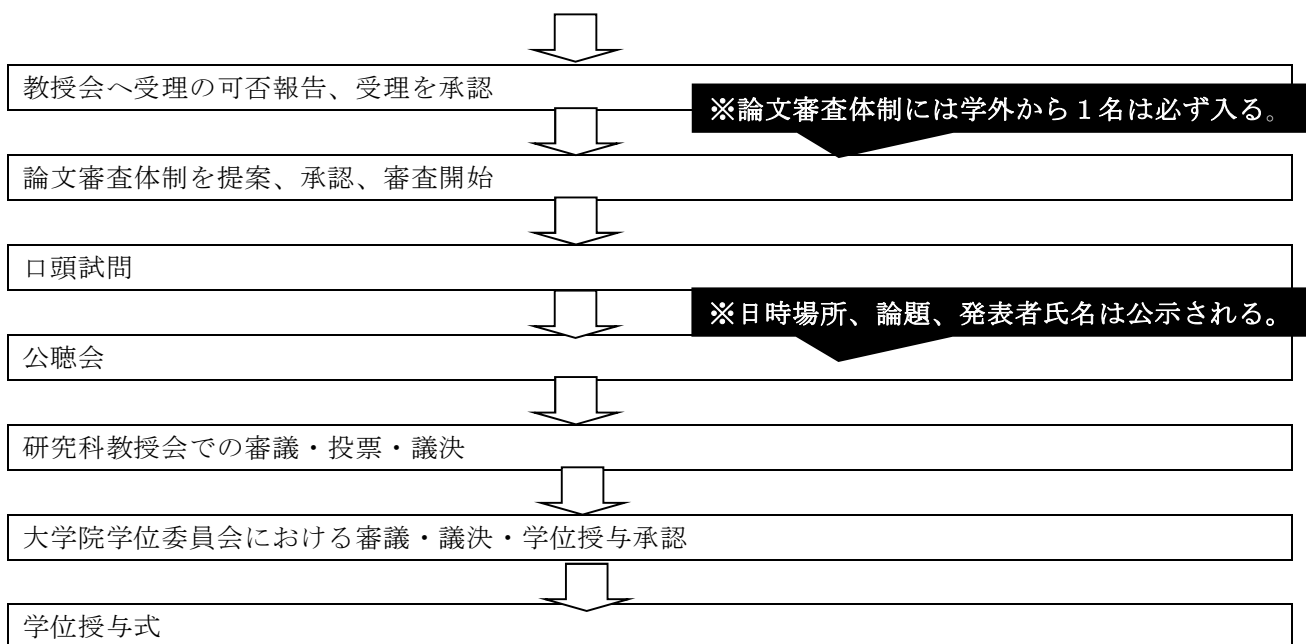 教授会へ受理の可否報告、受理を承認
※論文審査体制には学外から１名は必ず入る。
論文審査体制を提案、承認、審査開始
口頭試問
※日時場所、論題、発表者氏名は公示される。
公聴会
研究科教授会での審議・投票・議決
大学院学位委員会における審議・議決・学位授与承認
学位授与式